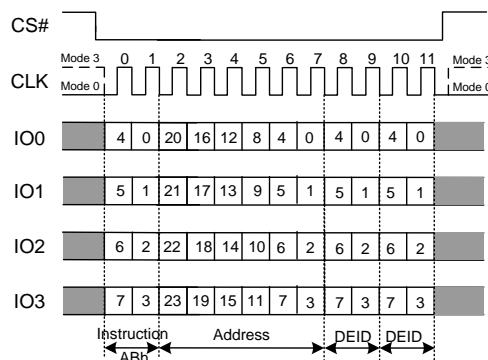 CS#
Mode 3 0 1 2 3 4 5 6 7 8 9 10 11 Mode 3
CLK
Mode 0 Mode 0
IO0 4 0 20 16 12 8 4 0 4 0 4 0
IO1 5 1 21 17 13 9 5 1 5 1 5 1
IO2 6 2 22 18 14 10 6 2 6 2 6 2
IO3 7 3 23 19 15 11 7 3 7 3 7 3
Instruction Address DEID DEID
ABh